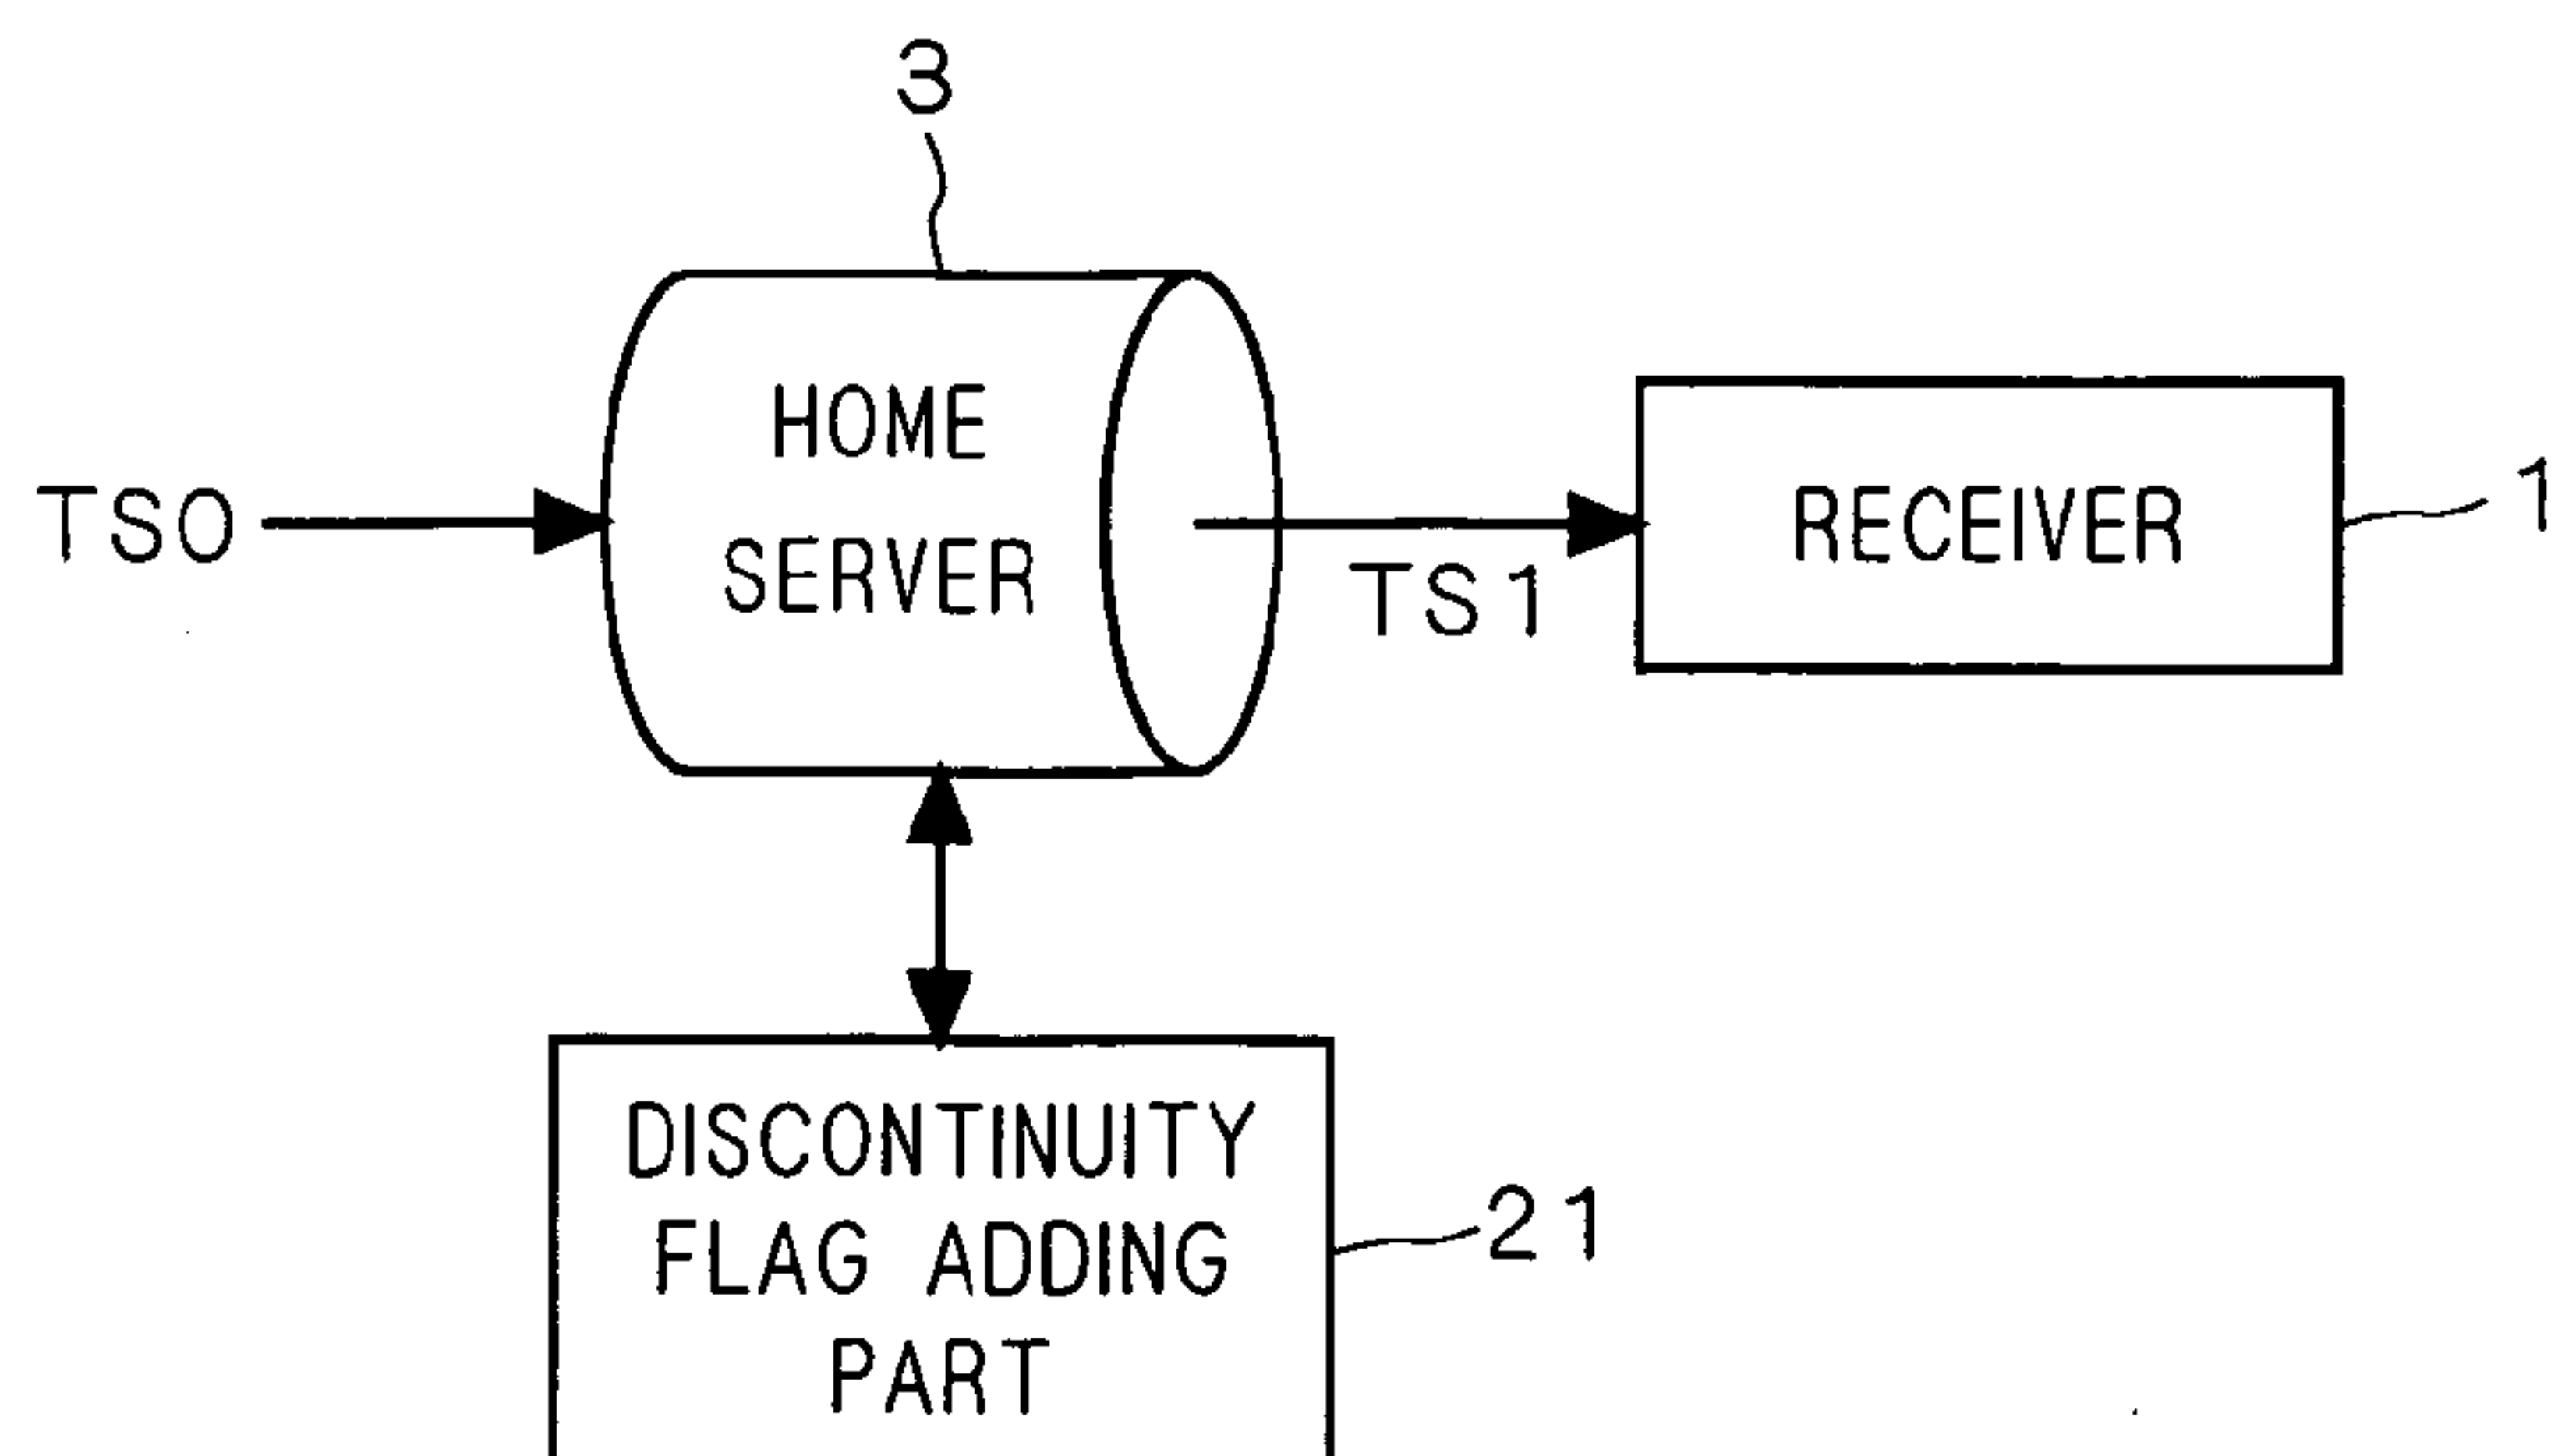 3
HOME
SERVER
TS0
TS1
RECEIVER
1
DISCONTINUITY
FLAG ADDING
PART
21